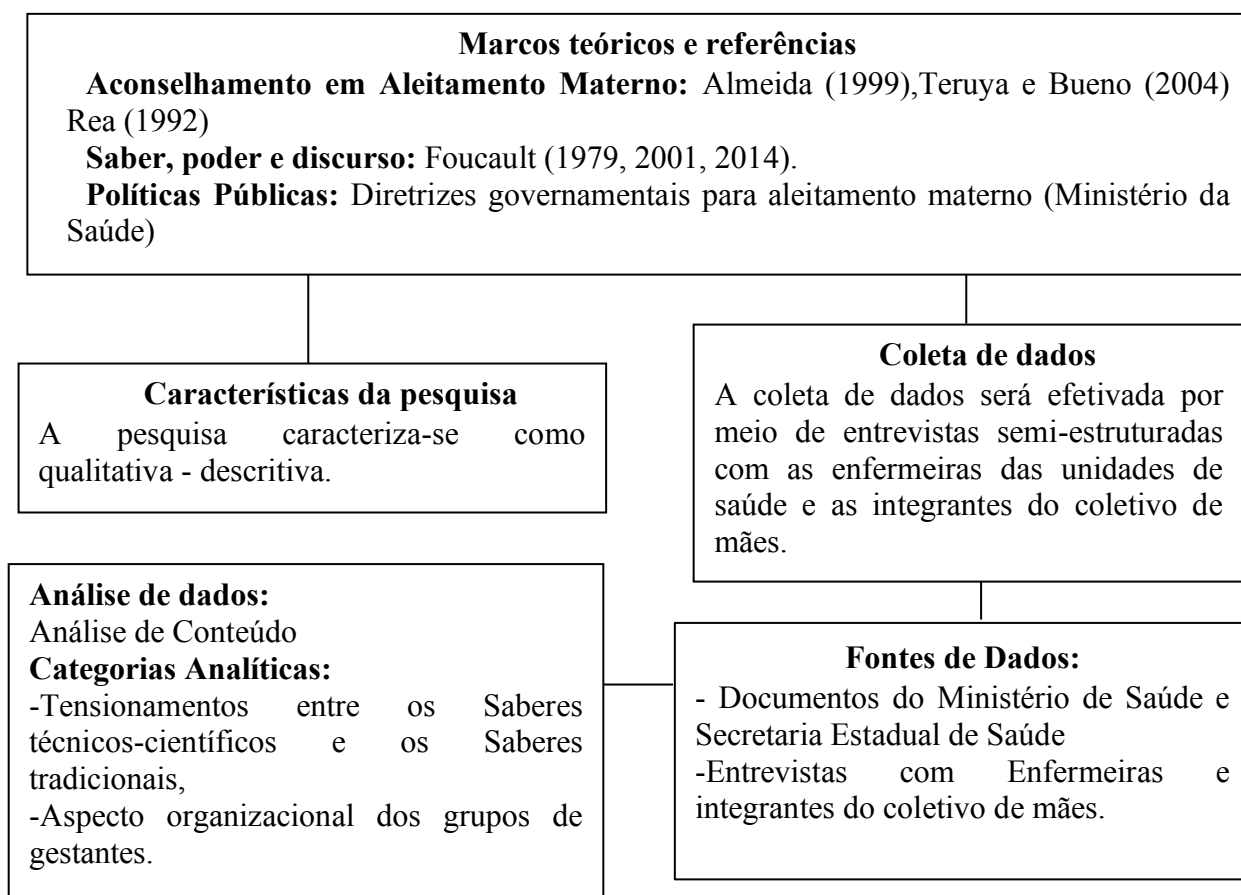 Marcos teóricos e referências
Aconselhamento em Aleitamento Materno: Almeida (1999),Teruya e Bueno (2004)
Rea (1992)
Saber, poder e discurso: Foucault (1979, 2001, 2014).
Políticas Públicas: Diretrizes governamentais para aleitamento materno (Ministério da
Saúde)
Características da pesquisa
A pesquisa caracteriza-se como
qualitativa - descritiva.
Coleta de dados
A coleta de dados será efetivada por
meio de entrevistas semi-estruturadas
com as enfermeiras das unidades de
saúde e as integrantes do coletivo de
mães.
Análise de dados:
Análise de Conteúdo
Categorias Analíticas:
-Tensionamentos entre os Saberes
técnicos-científicos e os Saberes
tradicionais,
-Aspecto organizacional dos grupos de
gestantes.
Fontes de Dados:
- Documentos do Ministério de Saúde e
Secretaria Estadual de Saúde
-Entrevistas com Enfermeiras e
integrantes do coletivo de mães.